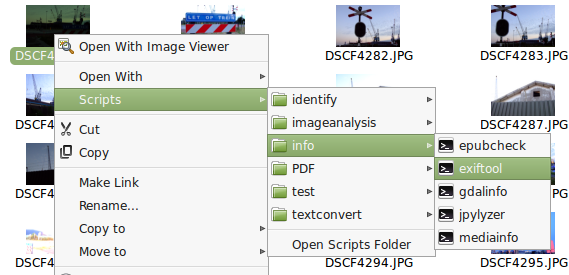 LET OP TREIN
DSCF4
DSCF4282.JPG
DSCF4283.JPG
Open With Image Viewer
Open With
Scripts
Cut
Copy
Make Link
Rename...
Copy to
Move to
identify
imageanalysis
info
PDF
test
textconvert
Open Scripts Folder
epubcheck
exiftool
gdalinfo
jpylyzer
mediainfo
DSCF4
DSCF4287.JPG
DSCF4
DSCF4
DSCF4294.JPG
DSCF4295.JPG